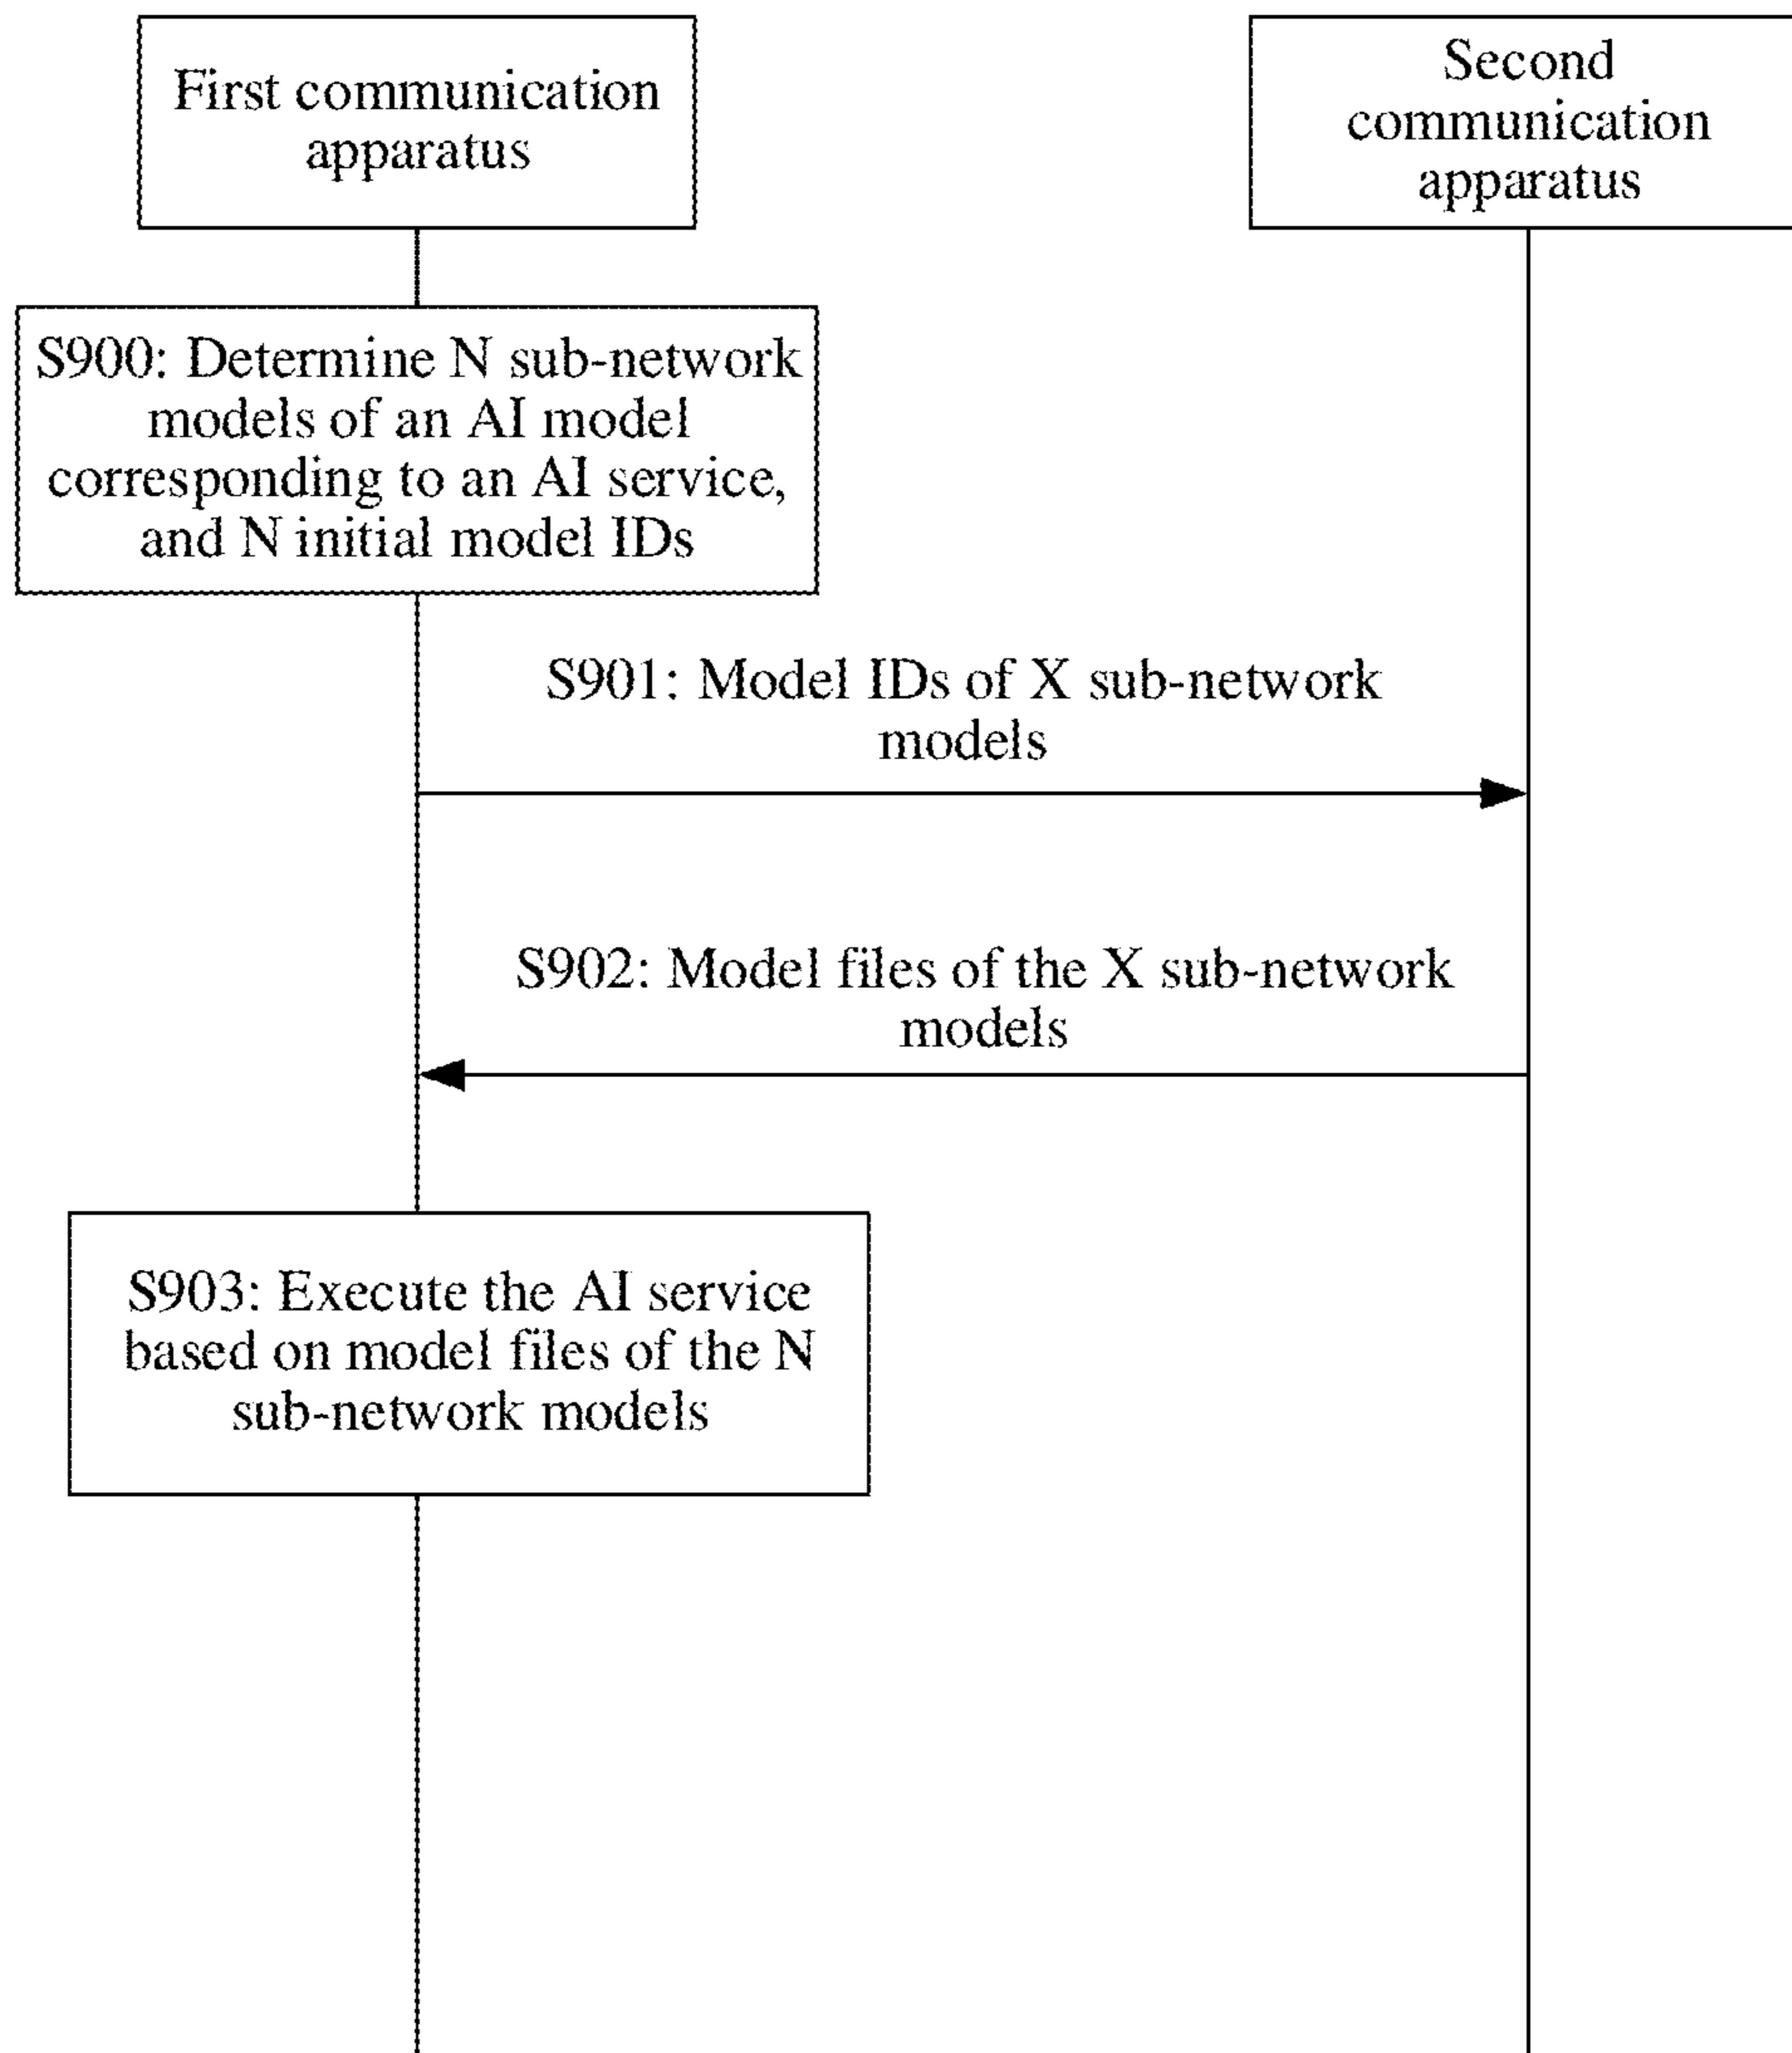 First communication
apparatus
Second
communication
apparatus
S900: Determine N sub-network
models of an AI model
corresponding to an AI service,
and N initial model IDs
S901: Model IDs of X sub-network
models
S902: Model files of the X sub-network
models
S903: Execute the AI service
based on model files of the N
sub-network models